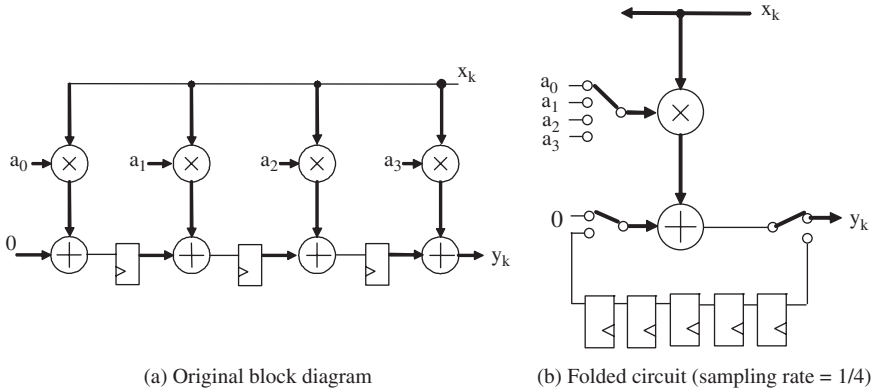 x_k
a_0
a_1
a_2
a_3
0
y_k
(a) Original block diagram
x_k
a_0
a_1
a_2
a_3
0
y_k
(b) Folded circuit (sampling rate = 1/4)